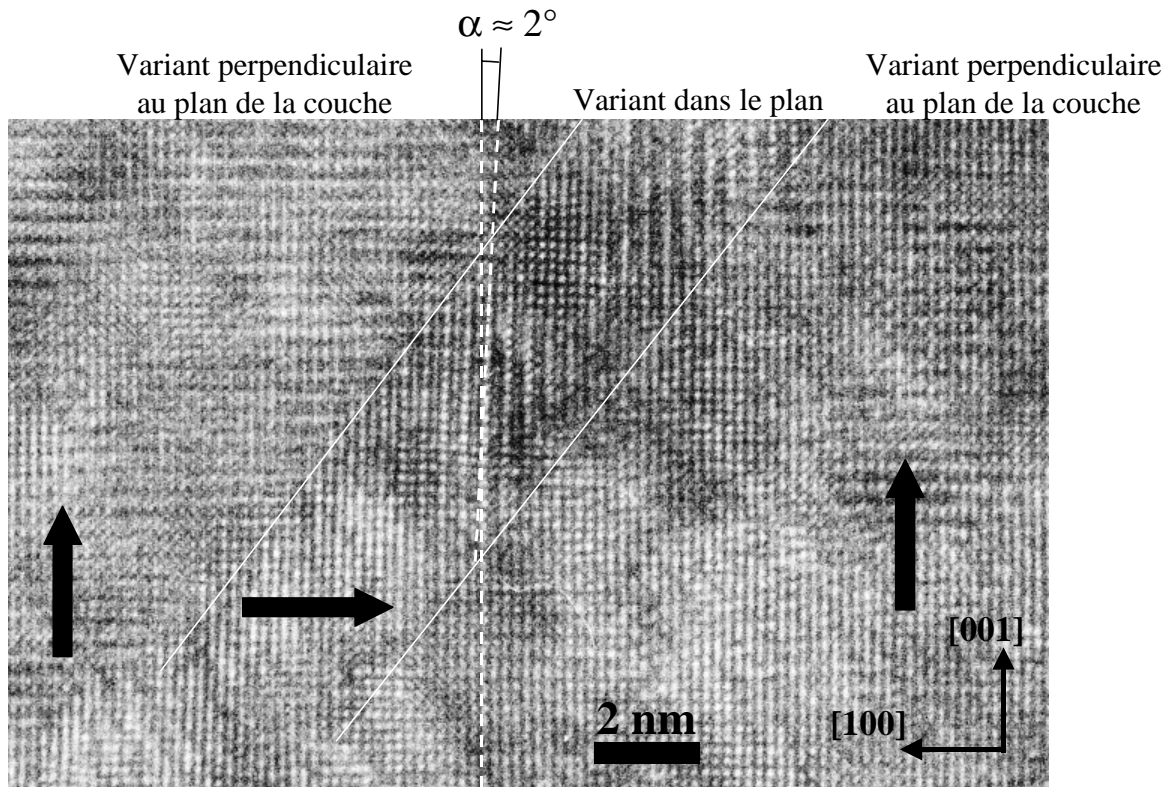 α ≈ 2°
Variant perpendiculaire
au plan de la couche
Variant dans le plan
Variant perpendiculaire
au plan de la couche
[001]
[100]
2 nm